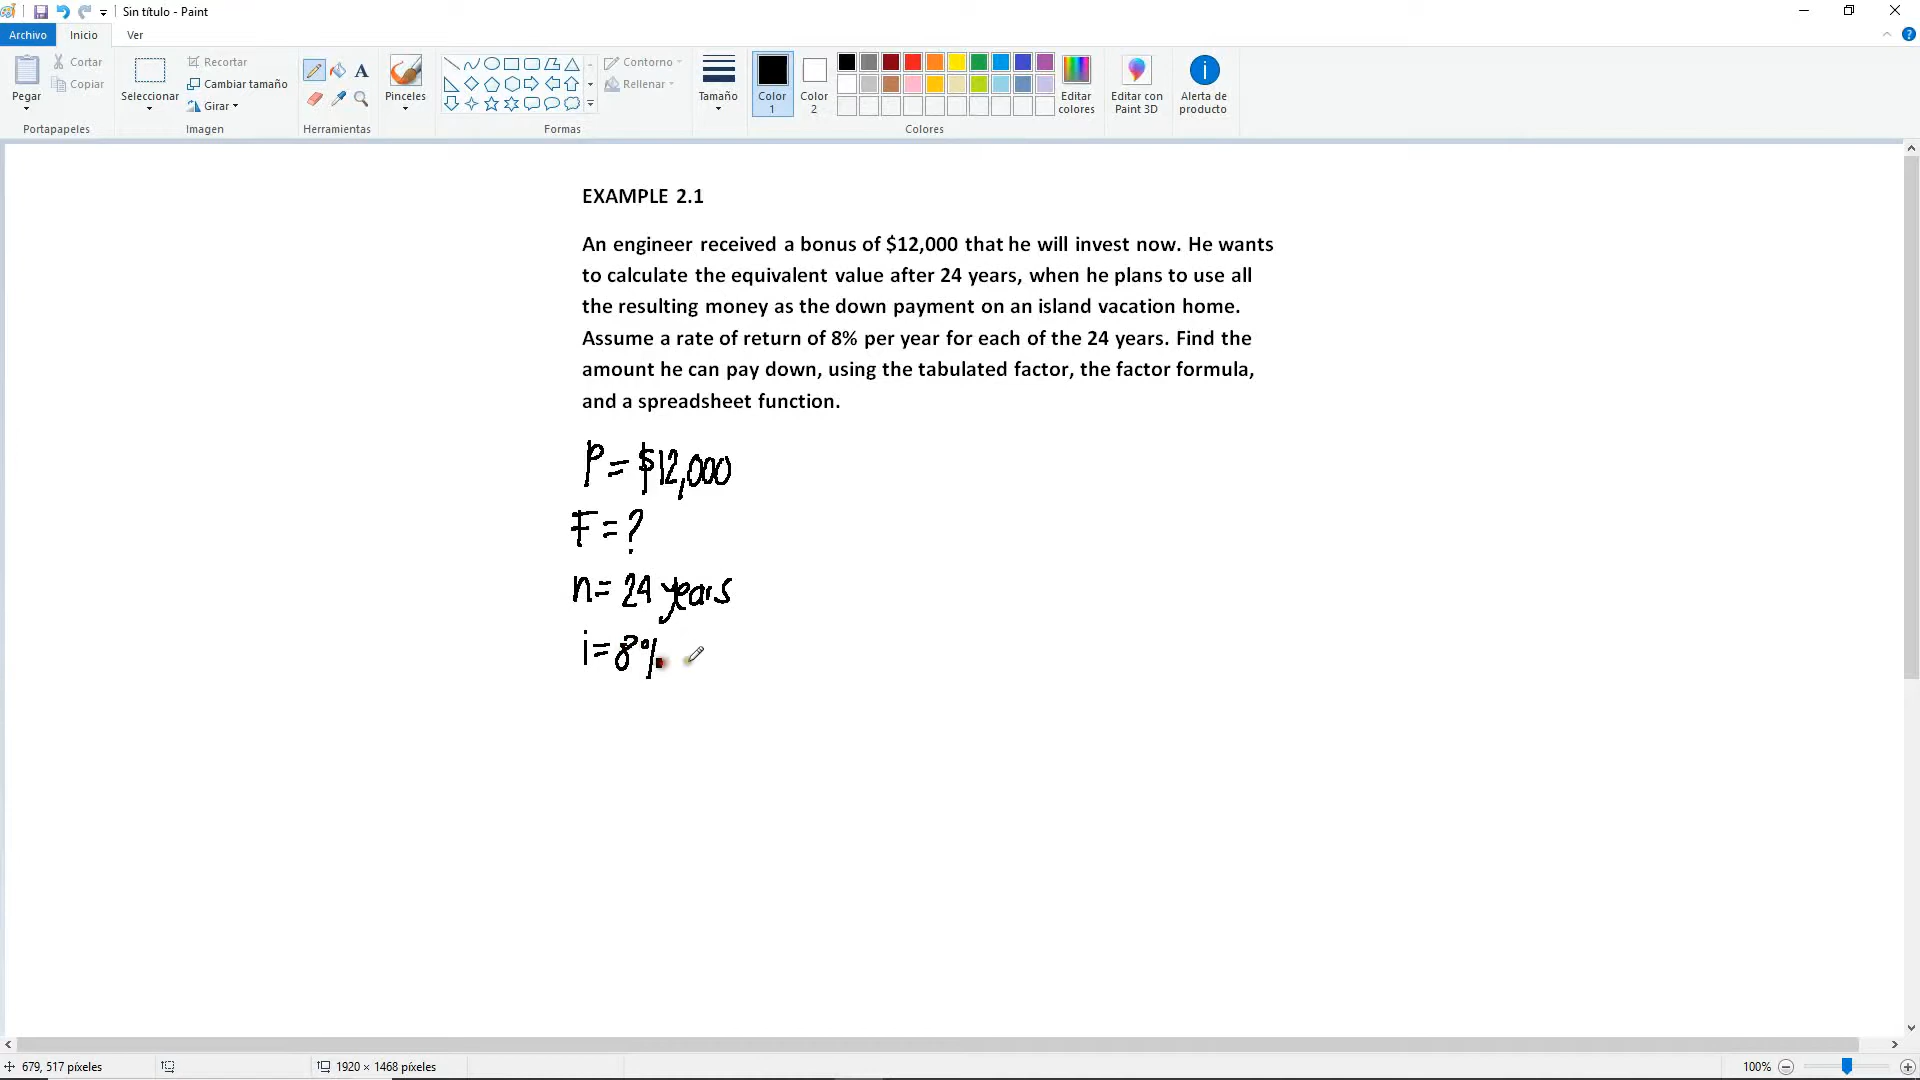 Sin título - Paint
Archivo Inicio Ver
Pegar
Cortar
Copiar
Portapapeles
Seleccionar
Recortar
Cambiar tamaño
Girar
Imagen
A
Herramientas
Pinceles
Contorno
Rellenar
Formas
Tamaño
Color 1
Color 2
Editar colores
Colores
Editar con Paint 3D
Alerta de producto
EXAMPLE 2.1
An engineer received a bonus of $12,000 that he will invest now. He wants
to calculate the equivalent value after 24 years, when he plans to use all
the resulting money as the down payment on an island vacation home.
Assume a rate of return of 8% per year for each of the 24 years. Find the
amount he can pay down, using the tabulated factor, the factor formula,
and a spreadsheet function.
P = $12,000
F = ?
n = 24 years
i = 8%
679, 517 píxeles 1920 × 1468 píxeles 100%